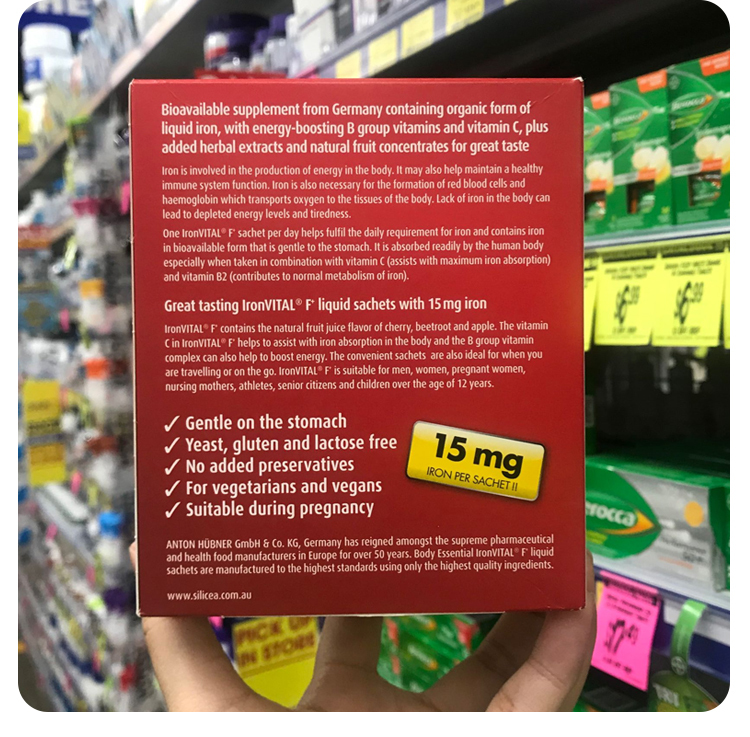 Bioavailable supplement from Germany containing organic form of
liquid iron, with energy-boosting B group vitamins and vitamin C, plus
added herbal extracts and natural fruit concentrates for great taste
Iron is involved in the production of energy in the body. It may also help maintain a healthy
immune system function. Iron is also necessary for the formation of red blood cells and
haemoglobin which transports oxygen to the tissues of the body. Lack of iron in the body can
lead to depleted energy levels and tiredness.
One IronVITAL® F' sachet per day helps fulfil the daily requirement for iron and contains iron
in bioavailable form that is gentle to the stomach. It is absorbed readily by the human body
especially when taken in combination with vitamin C (assists with maximum iron absorption)
and vitamin B2 (contributes to normal metabolism of iron).
Great tasting IronVITAL® F' liquid sachets with 15 mg iron
IronVITAL® F' contains the natural fruit juice flavor of cherry, beetroot and apple. The vitamin
C in IronVITAL® F' helps to assist with iron absorption in the body and the B group vitamin
complex can also help to boost energy. The convenient sachets are also ideal for when you
are travelling or on the go. IronVITAL® F' is suitable for men, women, pregnant women,
nursing mothers, athletes, senior citizens and children over the age of 12 years.
✓ Gentle on the stomach
✓ Yeast, gluten and lactose free
✓ No added preservatives
✓ For vegetarians and vegans
✓ Suitable during pregnancy
15 mg
IRON PER SACHET!!
ANTON HÜBNER GmbH & Co. KG, Germany has reigned amongst the supreme pharmaceutical
and health food manufacturers in Europe for over 50 years. Body Essential IronVITAL® F' liquid
sachets are manufactured to the highest standards using only the highest quality ingredients.
www.silicea.com.au
$6.99
$6.99
erocca
PICK UP
IN STORE